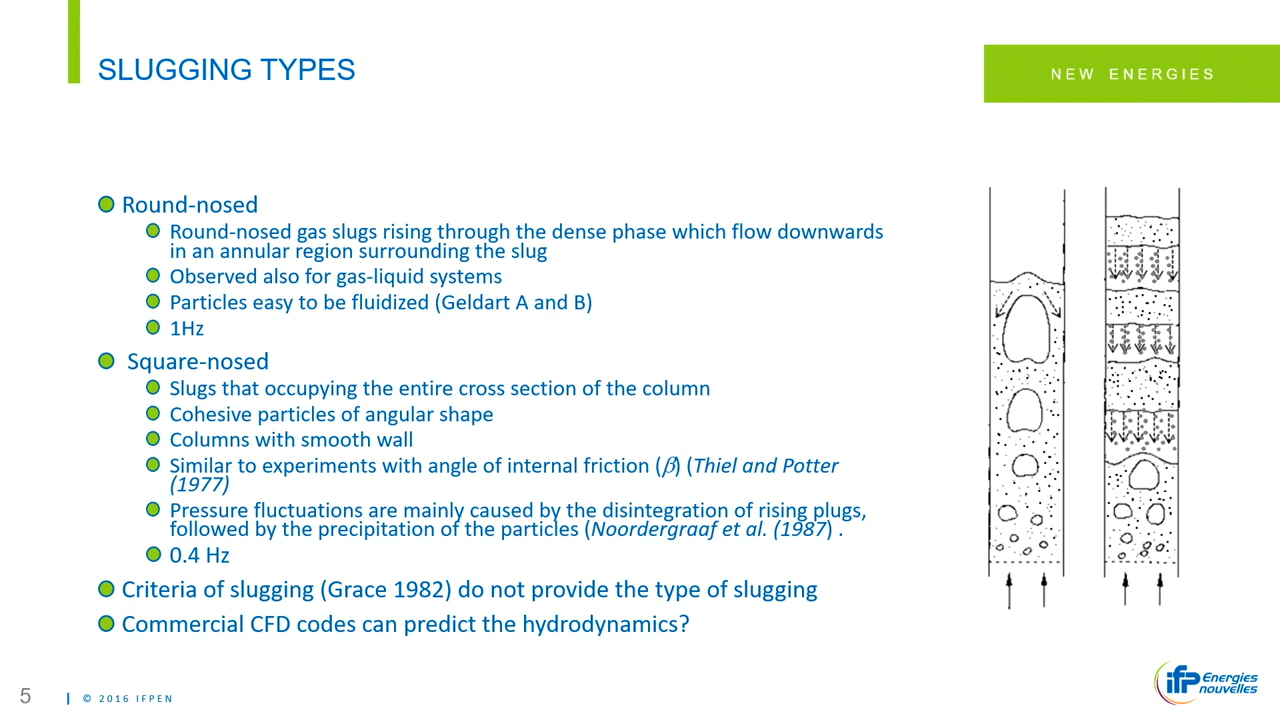 SLUGGING TYPES
NEW ENERGIES
Round-nosed
Round-nosed gas slugs rising through the dense phase which flow downwards
in an annular region surrounding the slug
Observed also for gas-liquid systems
Particles easy to be fluidized (Geldart A and B)
1Hz
Square-nosed
Slugs that occupying the entire cross section of the column
Cohesive particles of angular shape
Columns with smooth wall
Similar to experiments with angle of internal friction (β) (Thiel and Potter
(1977)
Pressure fluctuations are mainly caused by the disintegration of rising plugs,
followed by the precipitation of the particles (Noordergraaf et al. (1987) .
0.4 Hz
Criteria of slugging (Grace 1982) do not provide the type of slugging
Commercial CFD codes can predict the hydrodynamics?
5
© 2016 IFPEN
ifp Energies
nouvelles